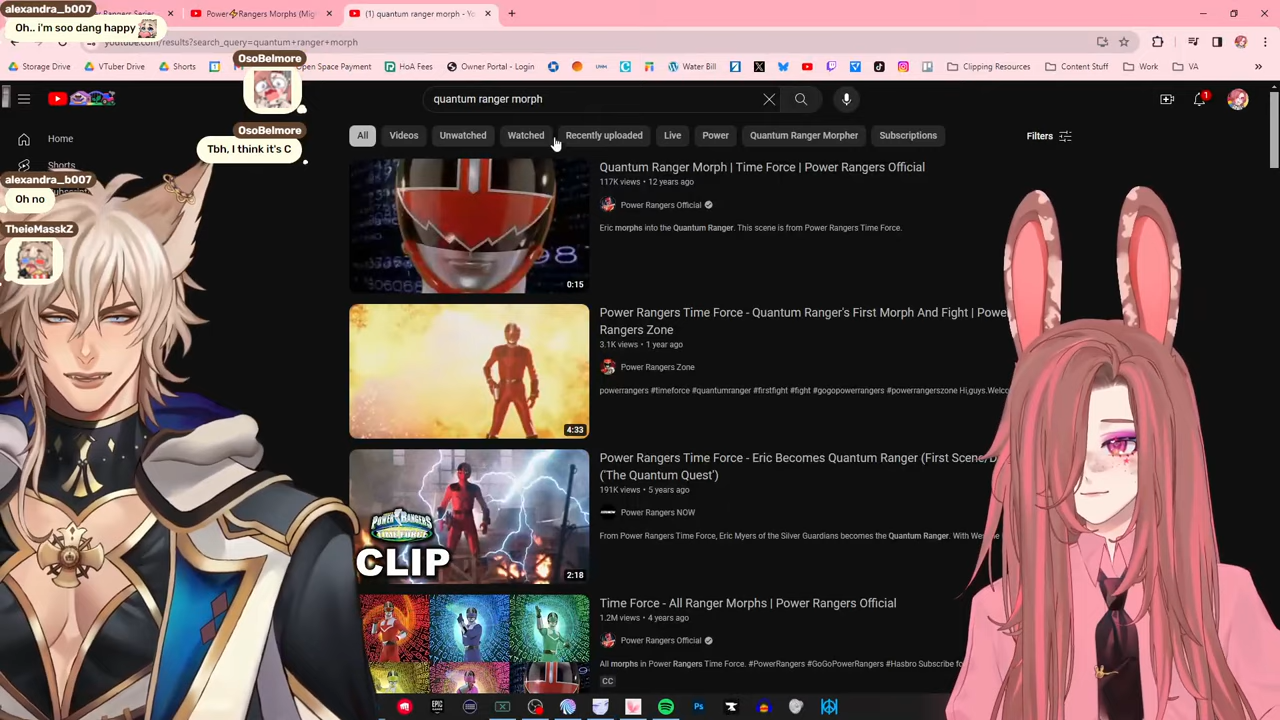 alexandra_b007
Oh.. i'm soo dang happy
OsoBelmore
OsoBelmore
Tbh, I think it's C
alexandra_b007
Oh no
TheieMasskZ
Rangers Series
Power⚡Rangers (Mig
(1) quantum ranger morph - Yo
youtube.com/results?search_query=quantum+ranger+morph
Storage Drive
VTuber Drive
Shorts
Open Space Payment
HoA Fees
Owner Portal - Login
Water Bill
Clipping Resources
Content Stuff
Work
VA
quantum ranger morph
1
Home
Shorts
All
Videos
Unwatched
Watched
Recently uploaded
Live
Power
Quantum Ranger Morpher
Subscriptions
Filters
Quantum Ranger Morph | Time Force | Power Rangers Official
117K views • 12 years ago
Power Rangers Official
Eric morphs into the Quantum Ranger. This scene is from Power Rangers Time Force.
0:15
Power Rangers Time Force - Quantum Ranger's First Morph And Fight | Powe
Rangers Zone
3.1K views • 1 year ago
Power Rangers Zone
powerrangers #timeforce #quantumranger #firstfight #fight #gogopowerrangers #powerrangerszone Hi,guys.Welco
4:33
Power Rangers Time Force - Eric Becomes Quantum Ranger (First Scene/D
('The Quantum Quest')
191K views • 5 years ago
Power Rangers NOW
From Power Rangers Time Force, Eric Myers of the Silver Guardians becomes the Quantum Ranger. With Wes
POWER RANGERS
TIME FORCE
CLIP
2:18
Time Force - All Ranger Morphs | Power Rangers Official
1.2M views • 4 years ago
Power Rangers Official
All morphs in Power Rangers Time Force. #PowerRangers #GoGoPowerRangers #Hasbro Subscribe fo
CC